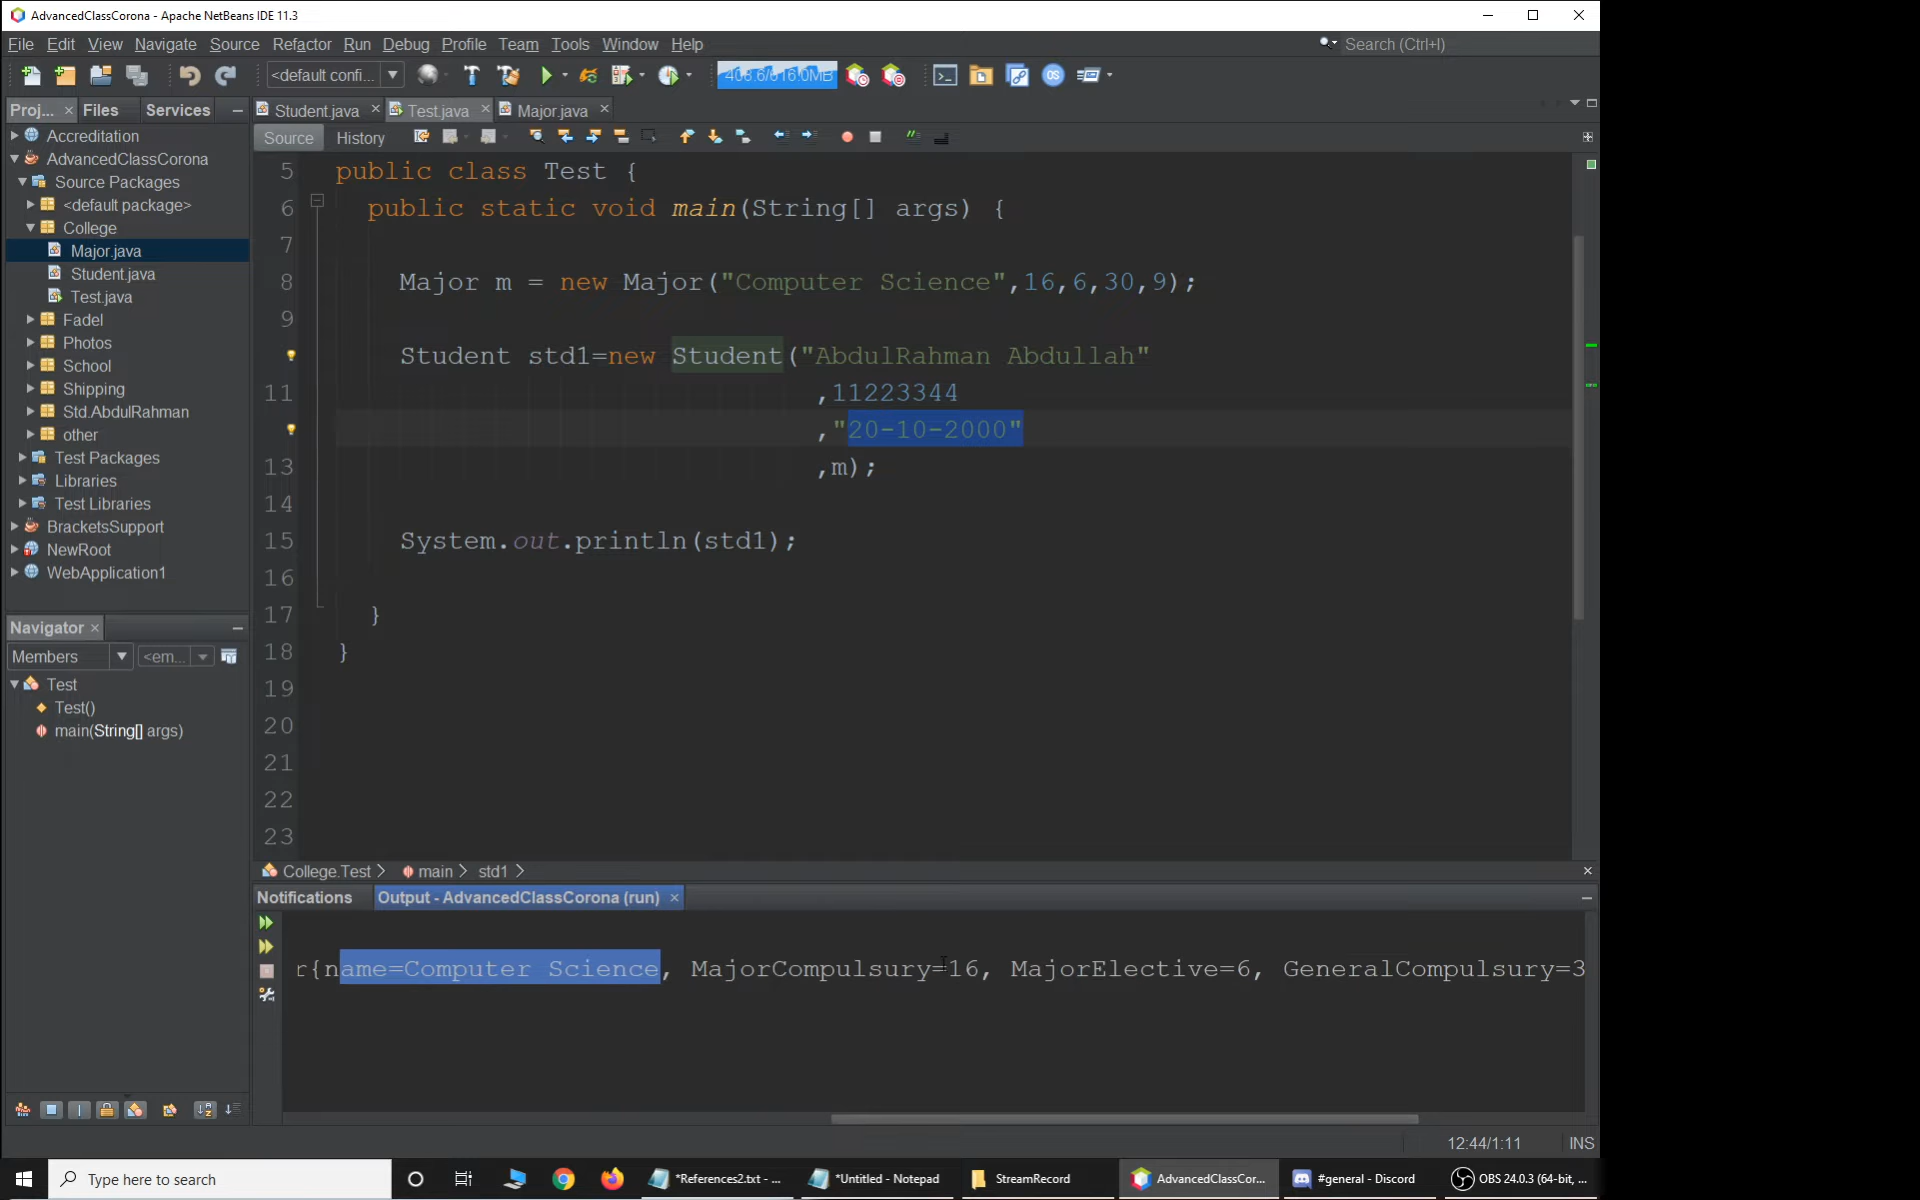 AdvancedClassCorona - Apache NetBeans IDE 11.3
File Edit View Navigate Source Refactor Run Debug Profile Team Tools Window Help
Search (Ctrl+I)
<default confi...
408.6/616.0MB
Proj... Files Services
Student.java Test.java Major.java
Source History
Accreditation
AdvancedClassCorona
Source Packages
<default package>
College
Major.java
Student.java
Test.java
Fadel
Photos
School
Shipping
Std.AbdulRahman
other
Test Packages
Libraries
Test Libraries
BracketsSupport
NewRoot
WebApplication1
Navigator
Members <em...
Test
Test()
main(String[] args)
5 public class Test {
6 public static void main(String[] args) {
7
8 Major m = new Major("Computer Science",16,6,30,9);
9
Student std1=new Student("AbdulRahman Abdullah"
11 ,11223344
,"20-10-2000"
13 ,m);
14
15 System.out.println(std1);
16
17 }
18 }
19
20
21
22
23
College.Test main std1
Notifications Output - AdvancedClassCorona (run)
r{name=Computer Science, MajorCompulsury=16, MajorElective=6, GeneralCompulsury=3
12:44/1:11 INS
Type here to search
*References2.txt - ... *Untitled - Notepad StreamRecord AdvancedClassCor... #general - Discord OBS 24.0.3 (64-bit, ...